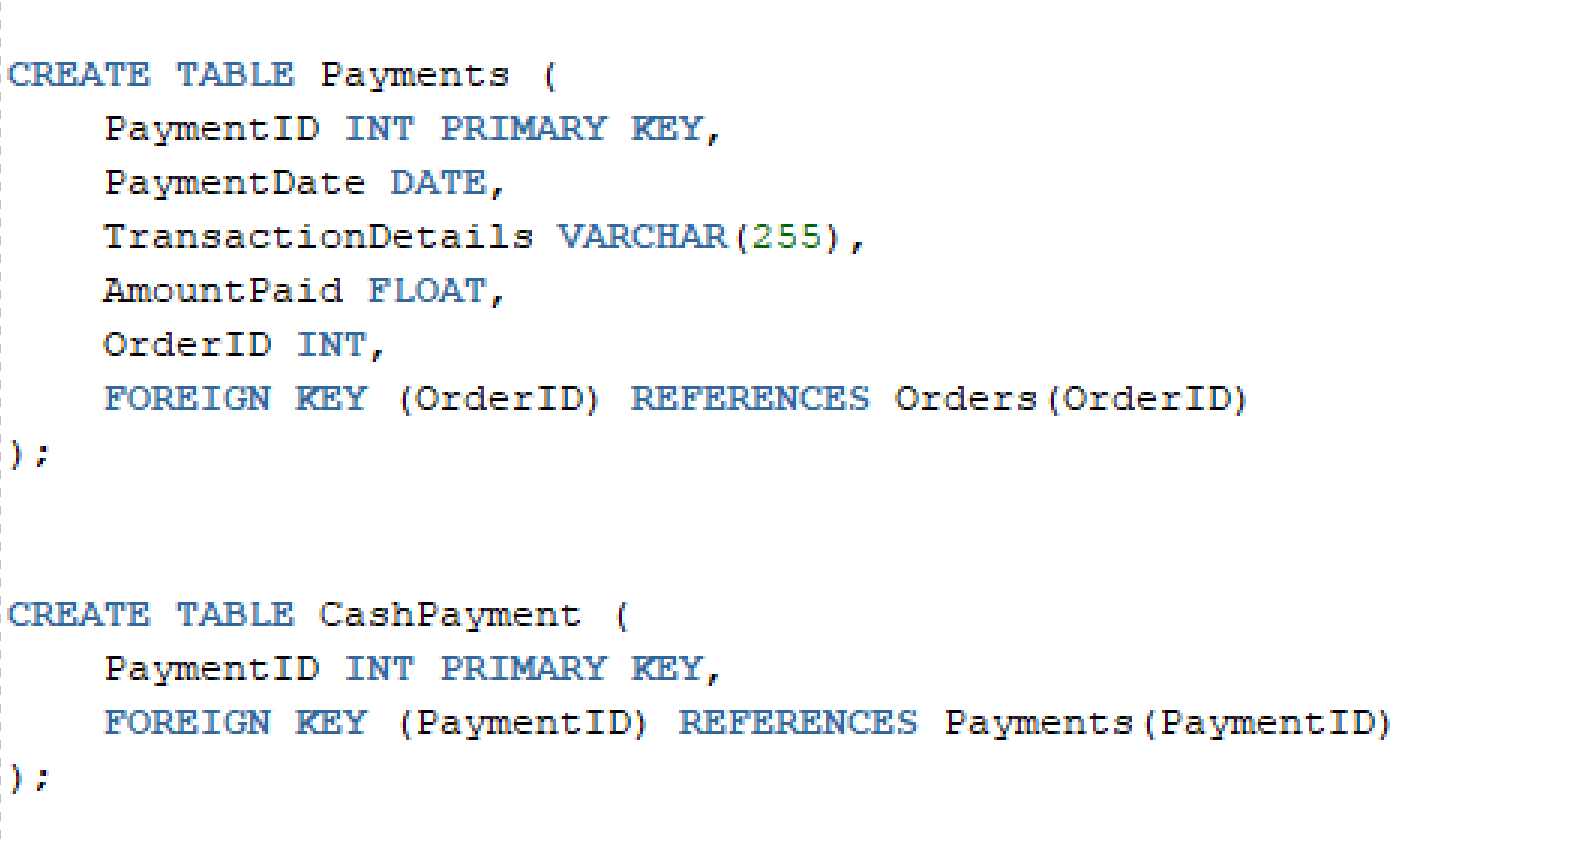 CREATE TABLE Payments (
    PaymentID INT PRIMARY KEY,
    PaymentDate DATE,
    TransactionDetails VARCHAR(255),
    AmountPaid FLOAT,
    OrderID INT,
    FOREIGN KEY (OrderID) REFERENCES Orders(OrderID)
);
CREATE TABLE CashPayment (
    PaymentID INT PRIMARY KEY,
    FOREIGN KEY (PaymentID) REFERENCES Payments(PaymentID)
);